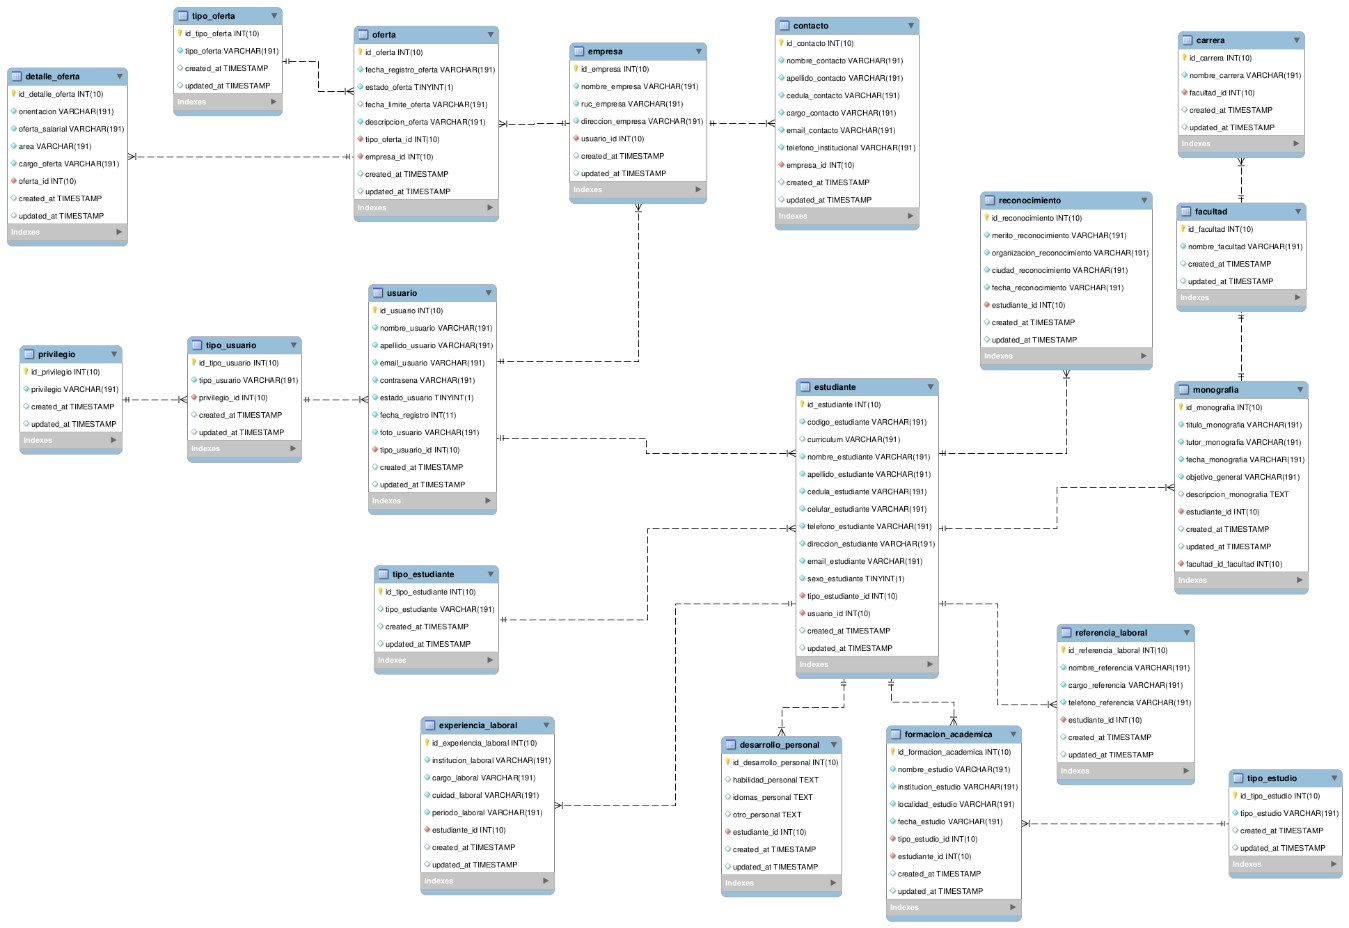 tipo_oferta
id_tipo_oferta INT(10)
tipo_oferta VARCHAR(191)
created_at TIMESTAMP
updated_at TIMESTAMP
Indexes
oferta
id_oferta INT(10)
fecha_registro_oferta VARCHAR(191)
estado_oferta TINYINT(1)
fecha_limite_oferta VARCHAR(191)
descripcion_oferta VARCHAR(191)
tipo_oferta_id INT(10)
empresa_id INT(10)
created_at TIMESTAMP
updated_at TIMESTAMP
Indexes
empresa
id_empresa INT(10)
nombre_empresa VARCHAR(191)
ruc_empresa VARCHAR(191)
direccion_empresa VARCHAR(191)
usuario_id INT(10)
created_at TIMESTAMP
updated_at TIMESTAMP
Indexes
contacto
id_contacto INT(10)
nombre_contacto VARCHAR(191)
apellido_contacto VARCHAR(191)
cedula_contacto VARCHAR(191)
cargo_contacto VARCHAR(191)
email_contacto VARCHAR(191)
telefono_institucional VARCHAR(191)
empresa_id INT(10)
created_at TIMESTAMP
updated_at TIMESTAMP
Indexes
carrera
id_carrera INT(10)
nombre_carrera VARCHAR(191)
facultad_id INT(10)
created_at TIMESTAMP
updated_at TIMESTAMP
Indexes
detalle_oferta
id_detalle_oferta INT(10)
orientacion VARCHAR(191)
oferta_salarial VARCHAR(191)
area VARCHAR(191)
cargo_oferta VARCHAR(191)
oferta_id INT(10)
created_at TIMESTAMP
updated_at TIMESTAMP
Indexes
reconocimiento
id_reconocimiento INT(10)
merito_reconocimiento VARCHAR(191)
organizacion_reconocimiento VARCHAR(191)
ciudad_reconocimiento VARCHAR(191)
fecha_reconocimiento VARCHAR(191)
estudiante_id INT(10)
created_at TIMESTAMP
updated_at TIMESTAMP
Indexes
facultad
id_facultad INT(10)
nombre_facultad VARCHAR(191)
created_at TIMESTAMP
updated_at TIMESTAMP
Indexes
usuario
id_usuario INT(10)
nombre_usuario VARCHAR(191)
apellido_usuario VARCHAR(191)
email_usuario VARCHAR(191)
contrasena VARCHAR(191)
estado_usuario TINYINT(1)
fecha_registro INT(11)
foto_usuario VARCHAR(191)
tipo_usuario_id INT(10)
created_at TIMESTAMP
updated_at TIMESTAMP
Indexes
privilegio
id_privilegio INT(10)
privilegio VARCHAR(191)
created_at TIMESTAMP
updated_at TIMESTAMP
Indexes
tipo_usuario
id_tipo_usuario INT(10)
tipo_usuario VARCHAR(191)
privilegio_id INT(10)
created_at TIMESTAMP
updated_at TIMESTAMP
Indexes
estudiante
id_estudiante INT(10)
codigo_estudiante VARCHAR(191)
curriculum VARCHAR(191)
nombre_estudiante VARCHAR(191)
apellido_estudiante VARCHAR(191)
cedula_estudiante VARCHAR(191)
celular_estudiante VARCHAR(191)
telefono_estudiante VARCHAR(191)
direccion_estudiante VARCHAR(191)
email_estudiante VARCHAR(191)
sexo_estudiante TINYINT(1)
tipo_estudiante_id INT(10)
usuario_id INT(10)
created_at TIMESTAMP
updated_at TIMESTAMP
Indexes
monografia
id_monografia INT(10)
titulo_monografia VARCHAR(191)
tutor_monografia VARCHAR(191)
fecha_monografia VARCHAR(191)
objetivo_general VARCHAR(191)
descripcion_monografia TEXT
estudiante_id INT(10)
created_at TIMESTAMP
updated_at TIMESTAMP
facultad_id_facultad INT(10)
Indexes
tipo_estudiante
id_tipo_estudiante INT(10)
tipo_estudiante VARCHAR(191)
created_at TIMESTAMP
updated_at TIMESTAMP
Indexes
referencia_laboral
id_referencia_laboral INT(10)
nombre_referencia VARCHAR(191)
cargo_referencia VARCHAR(191)
telefono_referencia VARCHAR(191)
estudiante_id INT(10)
created_at TIMESTAMP
updated_at TIMESTAMP
Indexes
experiencia_laboral
id_experiencia_laboral INT(10)
institucion_laboral VARCHAR(191)
cargo_laboral VARCHAR(191)
cuidad_laboral VARCHAR(191)
periodo_laboral VARCHAR(191)
estudiante_id INT(10)
created_at TIMESTAMP
updated_at TIMESTAMP
Indexes
desarrollo_personal
id_desarrollo_personal INT(10)
habilidad_personal TEXT
idomas_personal TEXT
otro_personal TEXT
estudiante_id INT(10)
created_at TIMESTAMP
updated_at TIMESTAMP
Indexes
formacion_academica
id_formacion_academica INT(10)
nombre_estudio VARCHAR(191)
institucion_estudio VARCHAR(191)
localidad_estudio VARCHAR(191)
fecha_estudio VARCHAR(191)
tipo_estudio_id INT(10)
estudiante_id INT(10)
created_at TIMESTAMP
updated_at TIMESTAMP
Indexes
tipo_estudio
id_tipo_estudio INT(10)
tipo_estudio VARCHAR(191)
created_at TIMESTAMP
updated_at TIMESTAMP
Indexes